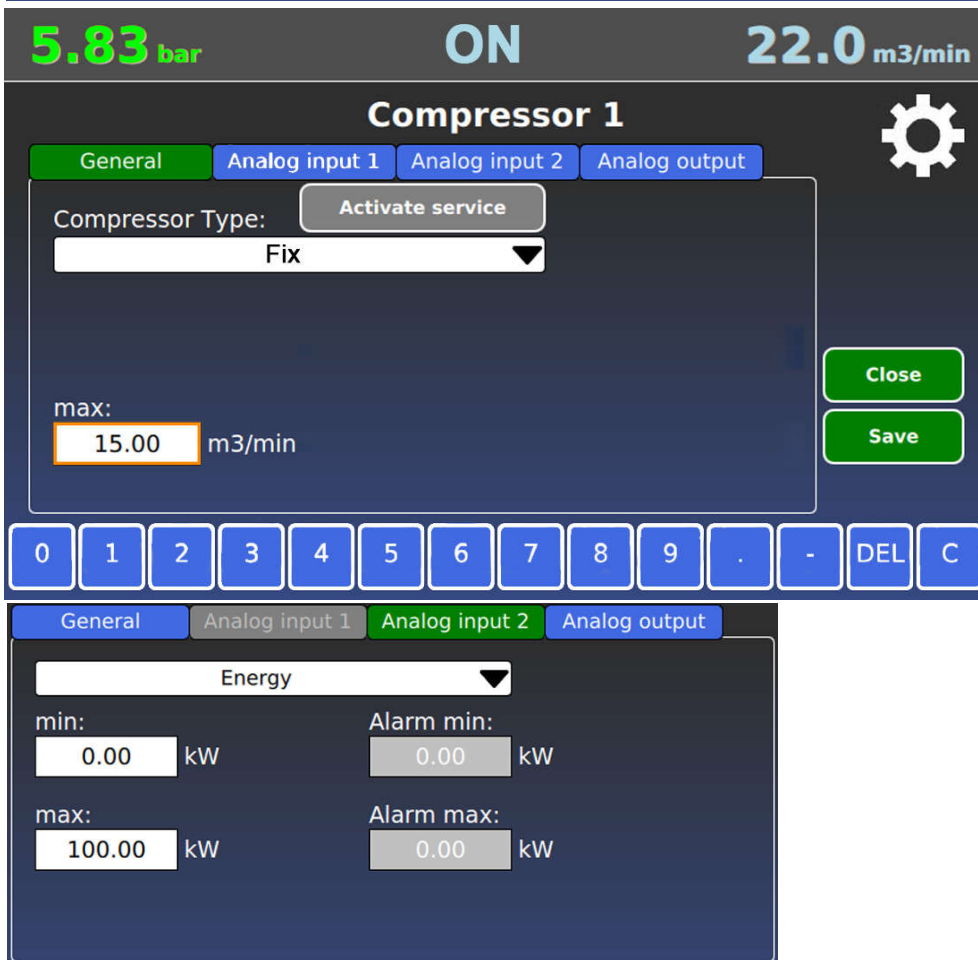 5.83 bar ON 22.0 m3/min
Compressor 1
General Analog input 1 Analog input 2 Analog output
Activate service
Compressor Type:
Fix
Close
max:
15.00 m3/min
Save
0 1 2 3 4 5 6 7 8 9 . - DEL C
General Analog input 1 Analog input 2 Analog output
Energy
min: Alarm min:
0.00 kW 0.00 kW
max: Alarm max:
100.00 kW 0.00 kW